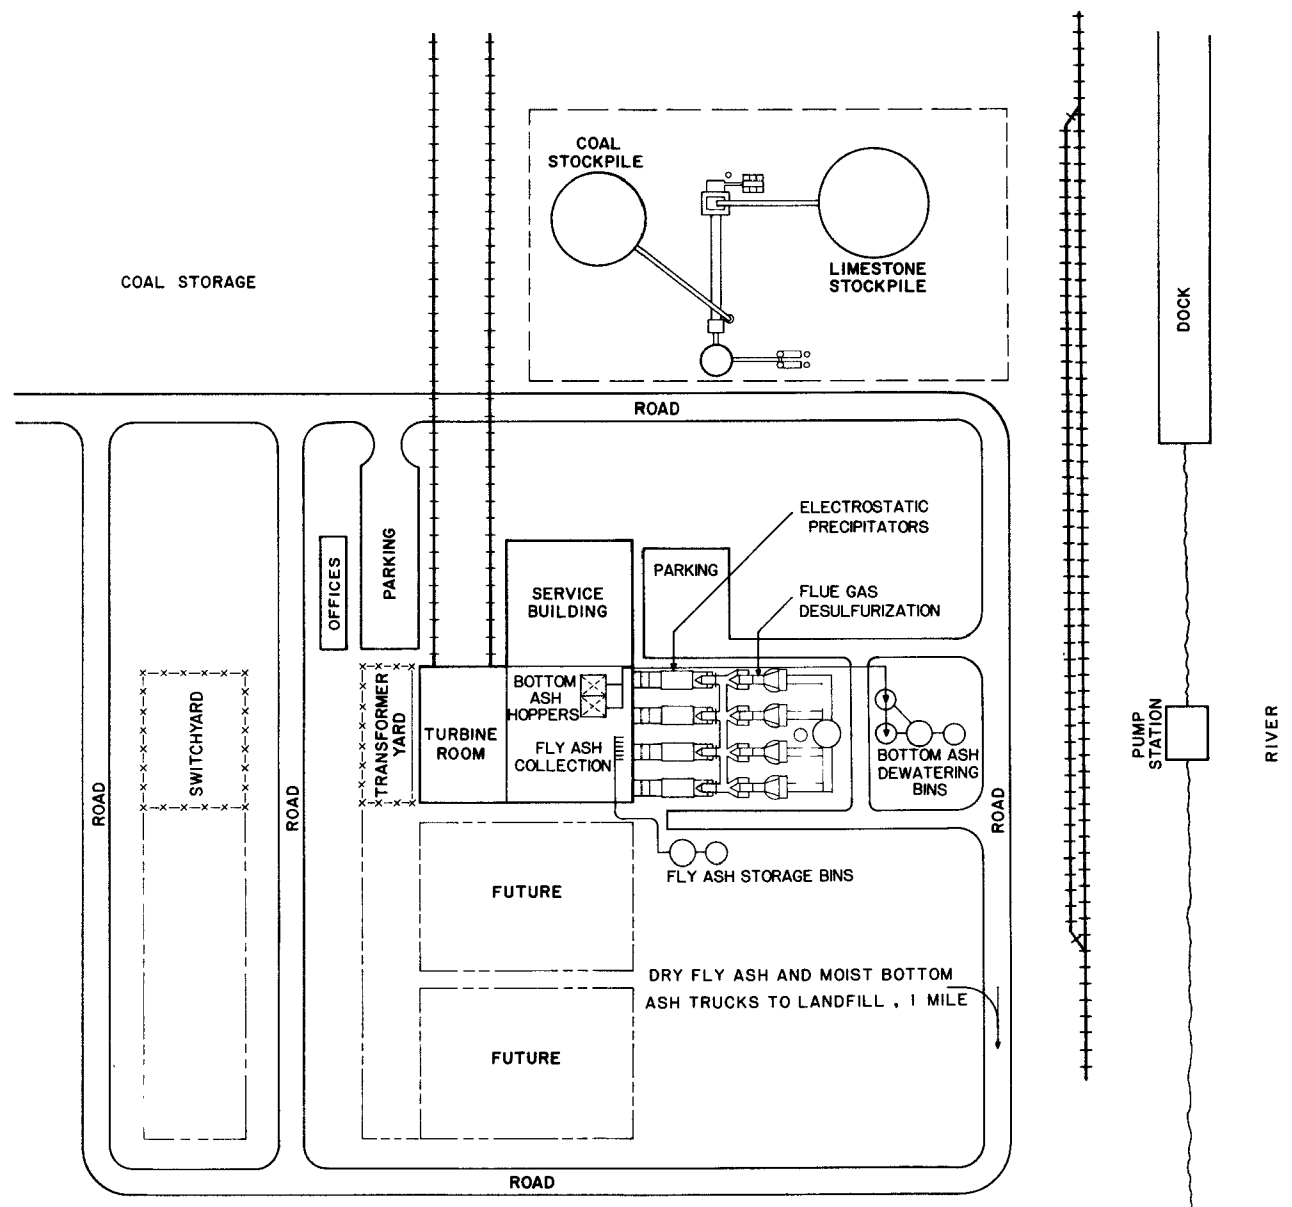 COAL
STOCKPILE
LIMESTONE
STOCKPILE
COAL STORAGE
DOCK
ROAD
ELECTROSTATIC
PRECIPITATORS
OFFICES
PARKING
PARKING
SERVICE
BUILDING
FLUE GAS
DESULFURIZATION
SWITCHYARD
TRANSFORMER
YARD
TURBINE
ROOM
BOTTOM
ASH
HOPPERS
FLY ASH
COLLECTION
BOTTOM ASH
DEWATERING
BINS
PUMP
STATION
RIVER
ROAD
ROAD
ROAD
FLY ASH STORAGE BINS
FUTURE
DRY FLY ASH AND MOIST BOTTOM
ASH TRUCKS TO LANDFILL , 1 MILE
FUTURE
ROAD